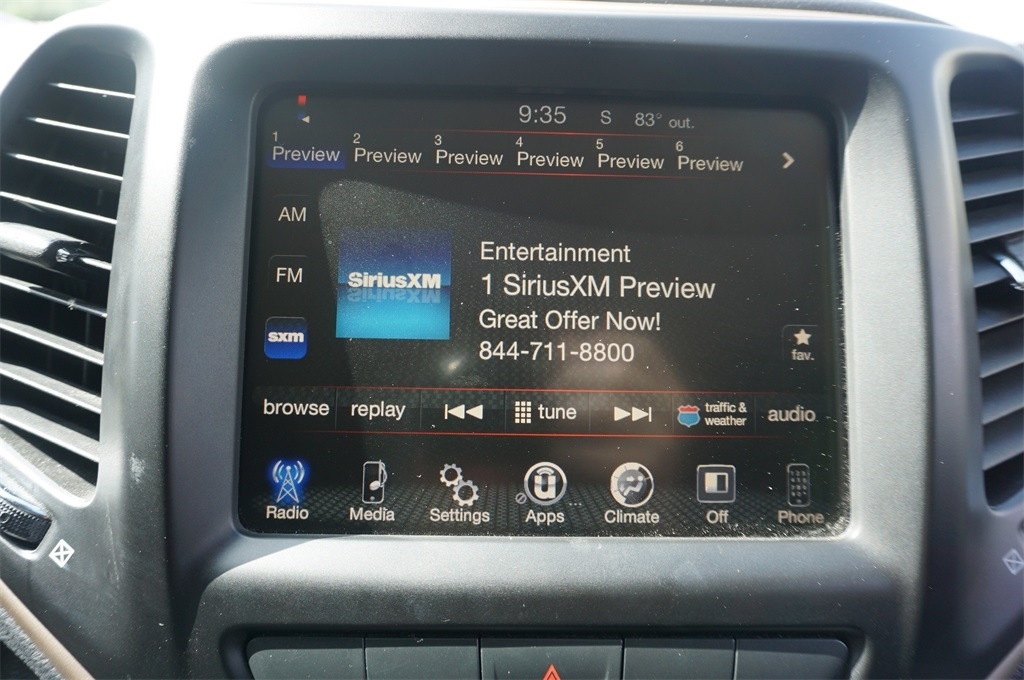 9:35 S 83° out.
1 2 3 4 5 6
Preview Preview Preview Preview Preview Preview
AM
FM
sxm
SiriusXM
Entertainment
1 SiriusXM Preview
Great Offer Now!
844-711-8800
fav.
browse replay tune traffic & weather audio
Radio Media Settings Apps Climate Off Phone